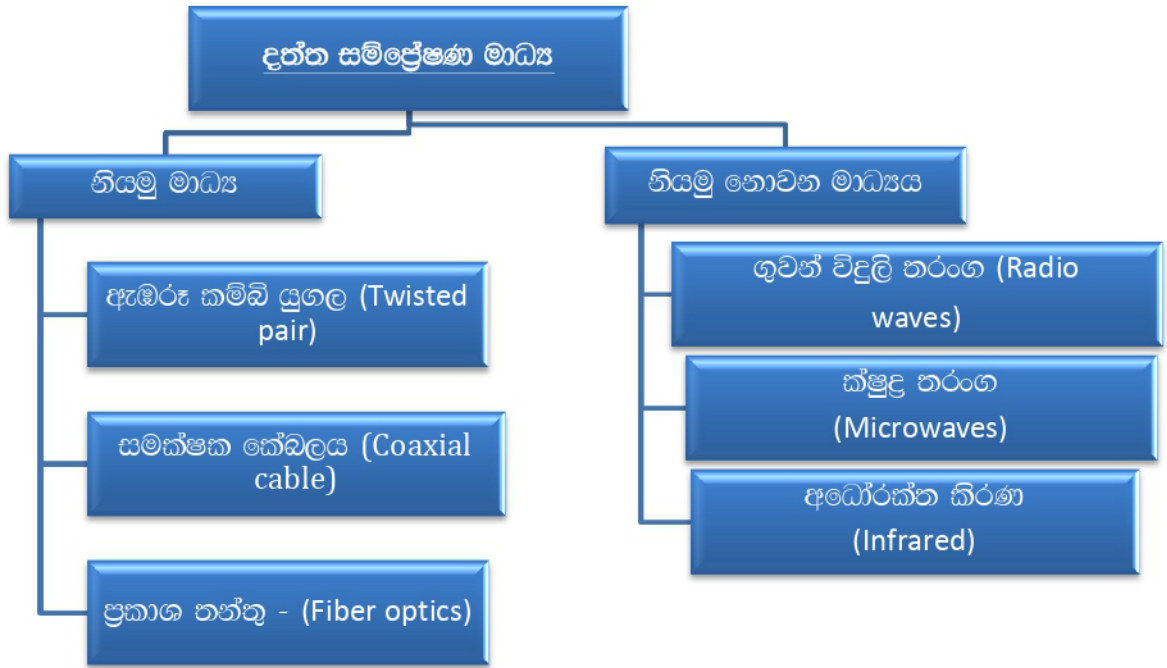 දත්ත සම්ප්‍රේෂණ මාධ්‍ය
නියමු මාධ්‍ය
ඇඹරූ කම්බි යුගල (Twisted
pair)
සමක්ෂක කේබලය (Coaxial
cable)
ප්‍රකාශ තන්තු - (Fiber optics)
නියමු නොවන මාධ්‍යය
ගුවන් විදුලි තරංග (Radio
waves)
ක්ෂුද්‍ර තරංග
(Microwaves)
අධෝරක්ත කිරණ
(Infrared)